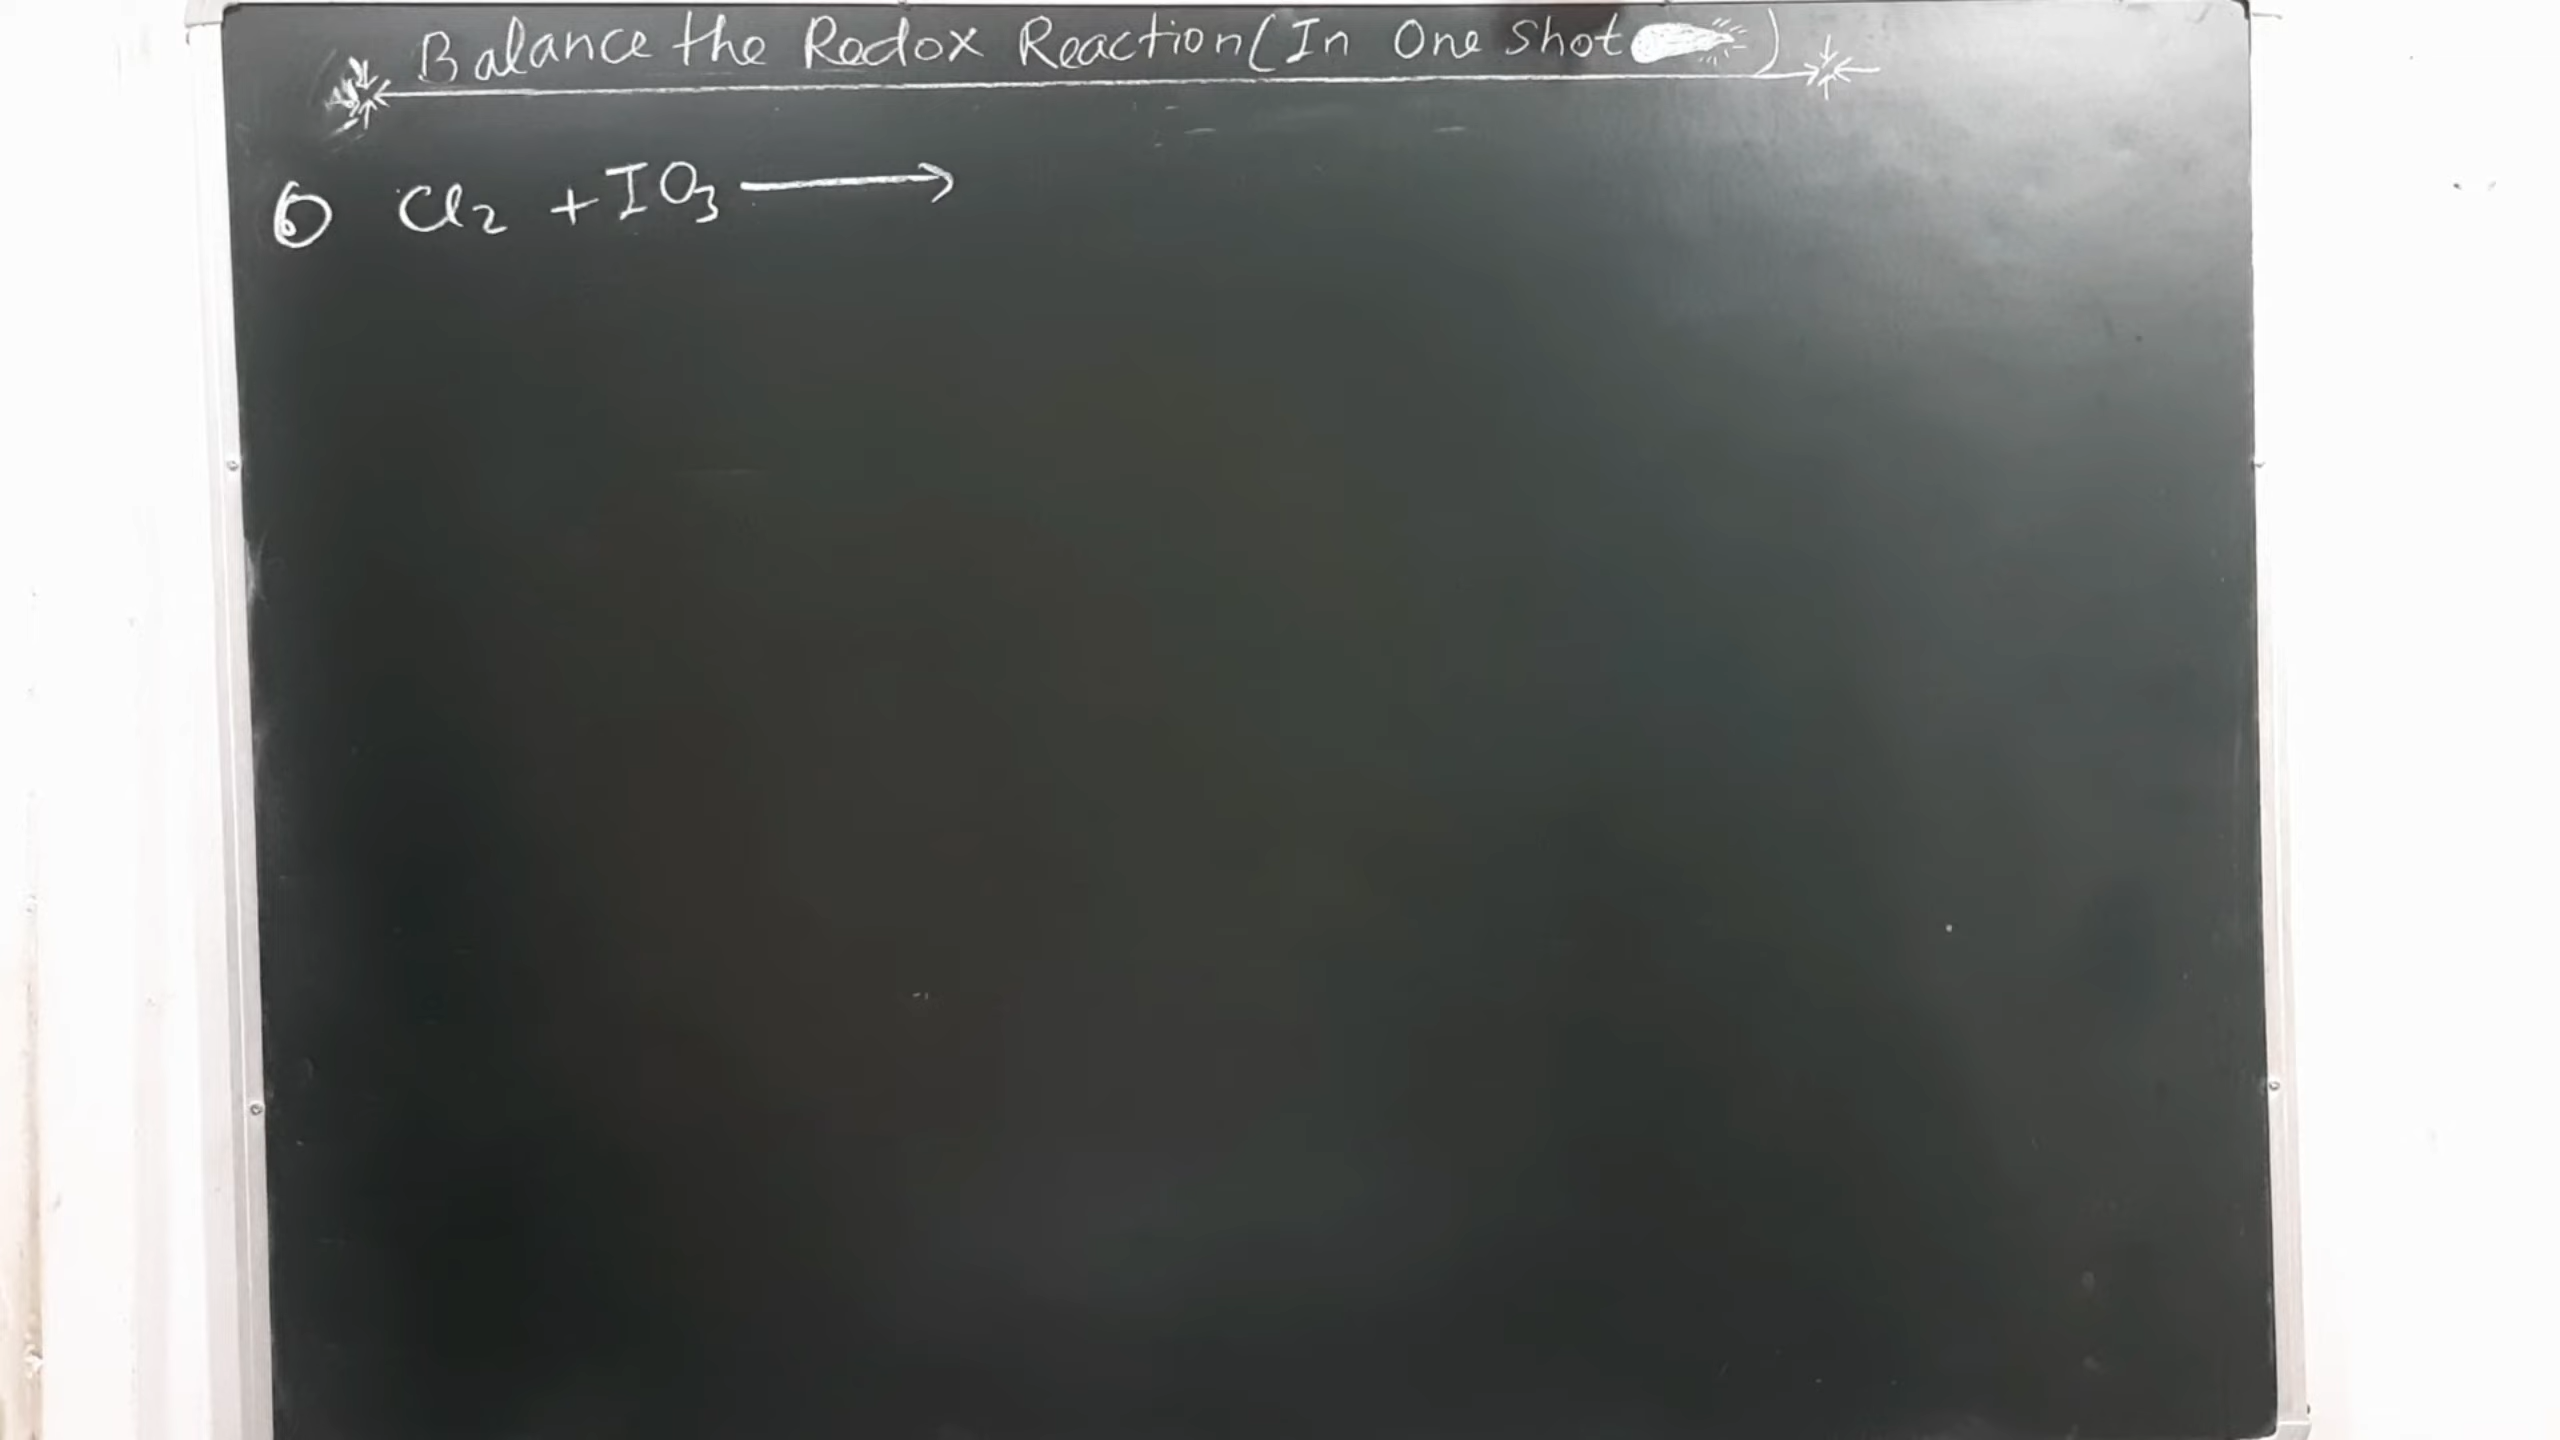 Balance the Redox Reaction (In One Shot)
⑥ Cl₂ + IO₃ ⟶